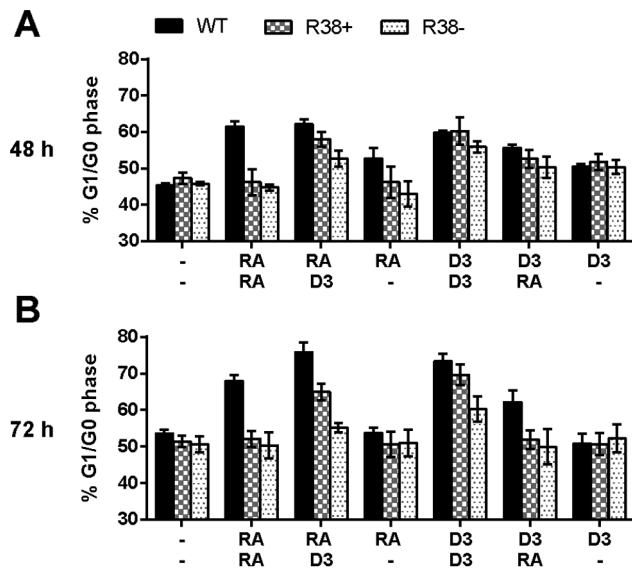 A
WT R38+ R38-
48 h
% G1/G0 phase
80
70
60
50
40
30
- RA RA RA D3 D3 D3
- RA D3 - D3 RA -
B
72 h
% G1/G0 phase
80
70
60
50
40
30
- RA RA RA D3 D3 D3
- RA D3 - D3 RA -